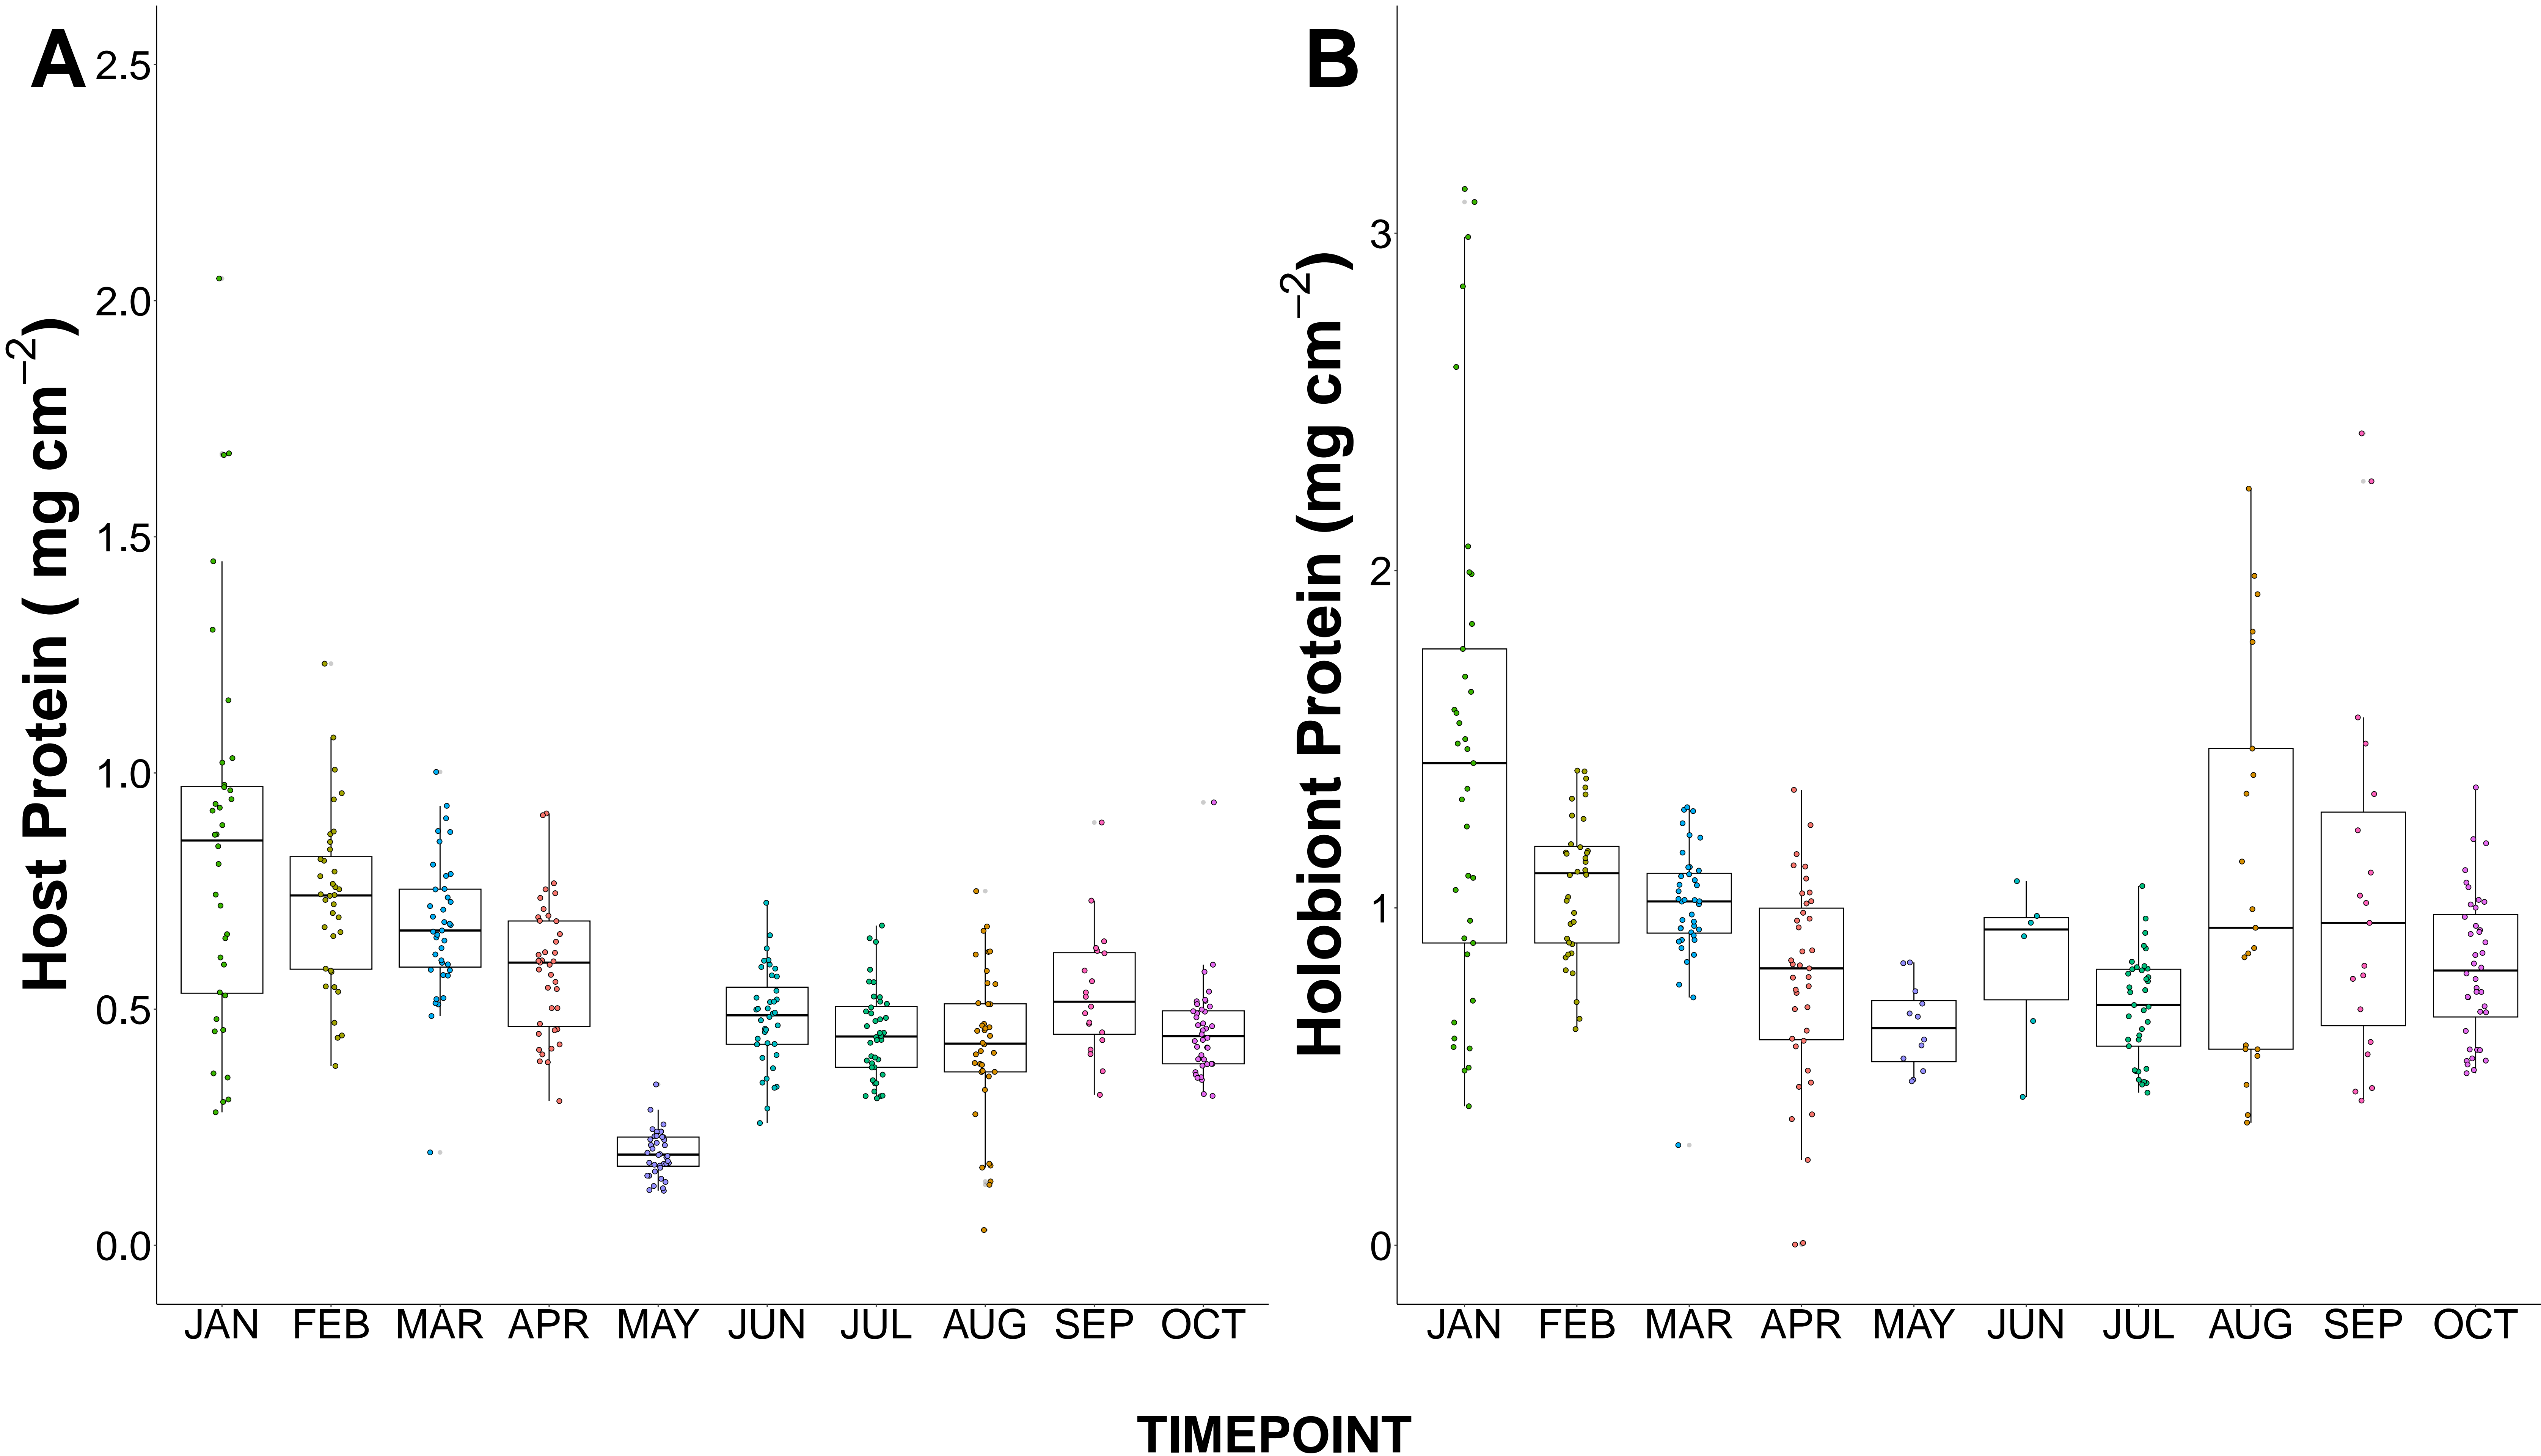 A
Host Protein ( mg cm⁻²)
2.5
2.0
1.5
1.0
0.5
0.0
JAN FEB MAR APR MAY JUN JUL AUG SEP OCT
B
Holobiont Protein (mg cm⁻²)
3
2
1
0
JAN FEB MAR APR MAY JUN JUL AUG SEP OCT
TIMEPOINT